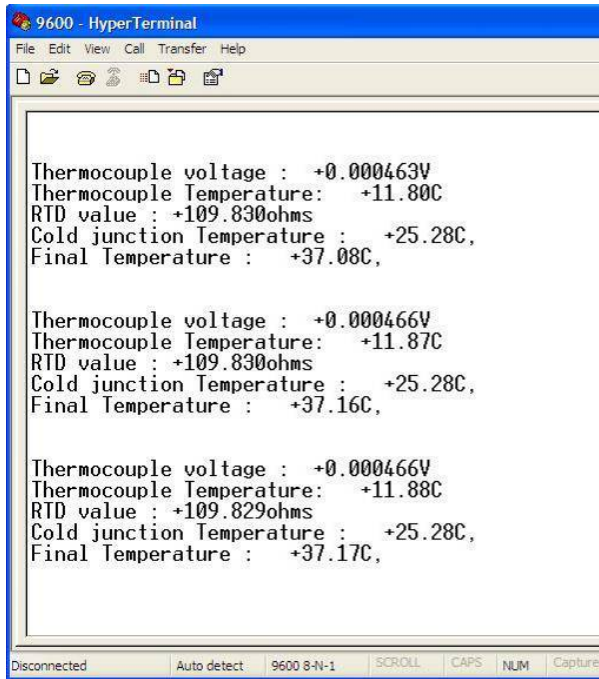 9600 - HyperTerminal
File Edit View Call Transfer Help
Thermocouple voltage : +0.000463V
Thermocouple Temperature: +11.80C
RTD value : +109.830ohms
Cold junction Temperature : +25.28C,
Final Temperature : +37.08C,
Thermocouple voltage : +0.000466V
Thermocouple Temperature: +11.87C
RTD value : +109.830ohms
Cold junction Temperature : +25.28C,
Final Temperature : +37.16C,
Thermocouple voltage : +0.000466V
Thermocouple Temperature: +11.88C
RTD value : +109.829ohms
Cold junction Temperature : +25.28C,
Final Temperature : +37.17C,
Disconnected Auto detect 9600 8-N-1 SCROLL CAPS NUM Capture